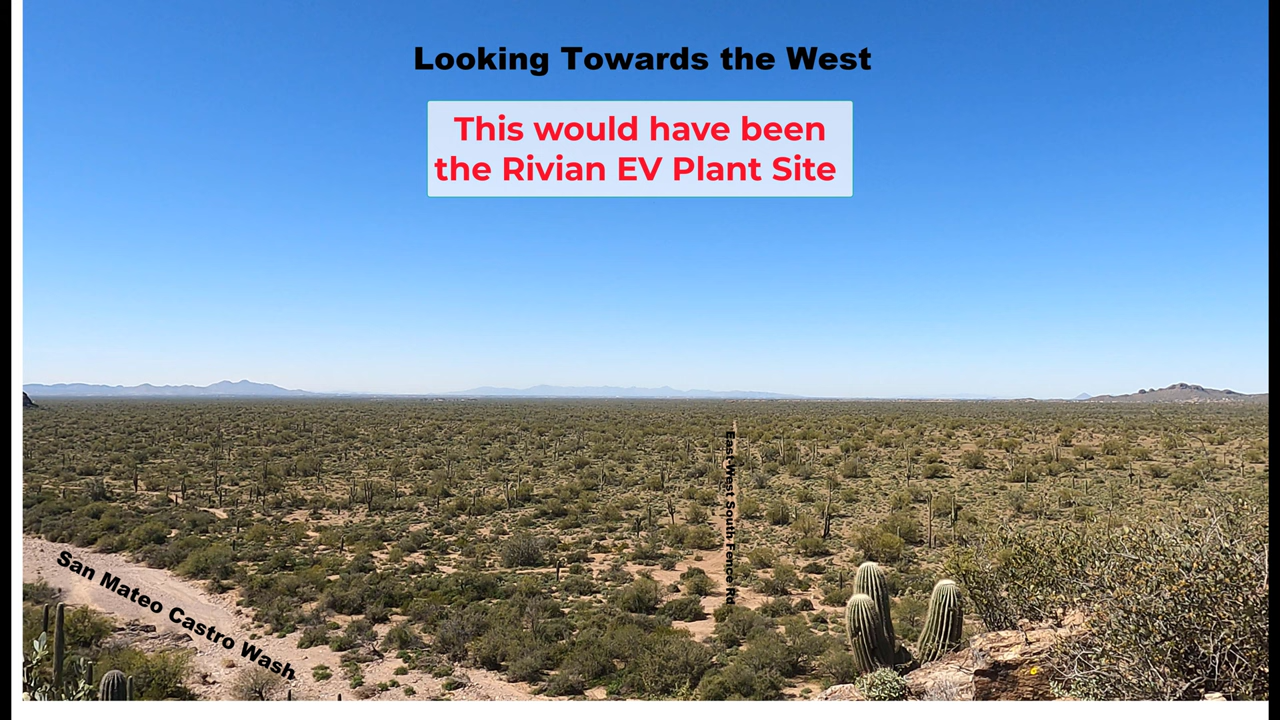 Looking Towards the West
This would have been
the Rivian EV Plant Site
East West South Fence Rd
San Mateo Castro Wash